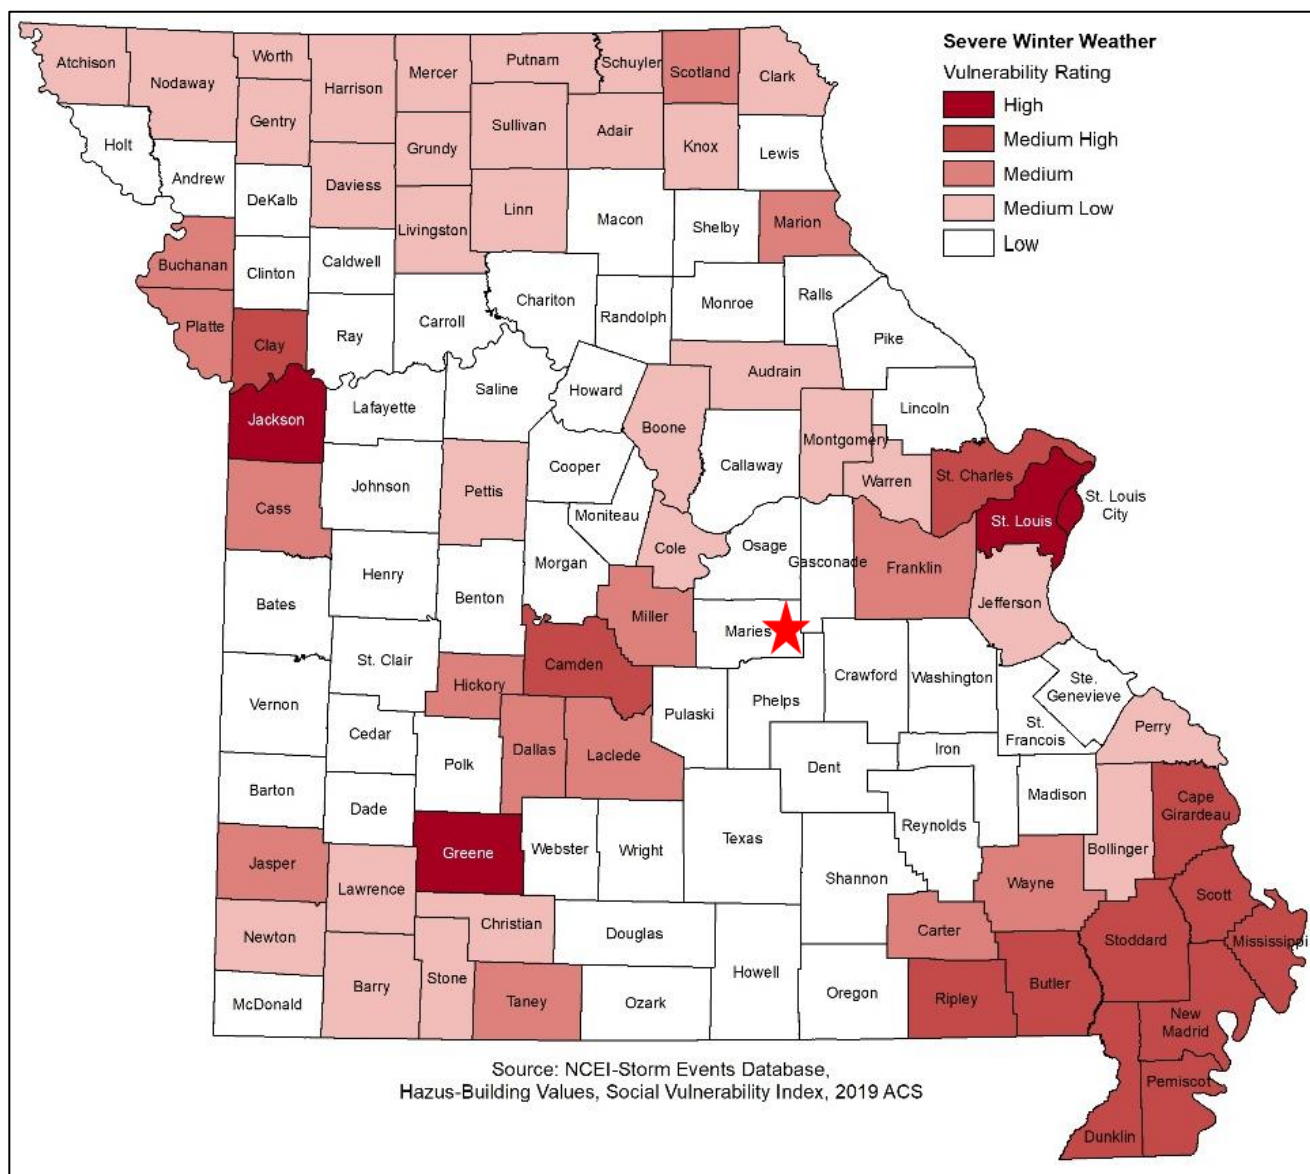 Severe Winter Weather
Vulnerability Rating
High
Medium High
Medium
Medium Low
Low
Atchison
Nodaway
Worth
Harrison
Mercer
Putnam
Schuyler
Scotland
Clark
Gentry
Sullivan
Adair
Grundy
Knox
Holt
Andrew
DeKalb
Daviess
Livingston
Linn
Macon
Shelby
Lewis
Marion
Buchanan
Clinton
Caldwell
Chariton
Randolph
Monroe
Ralls
Pike
Platte
Clay
Ray
Carroll
Audrain
Jackson
Lafayette
Saline
Howard
Boone
Lincoln
Montgomery
Callaway
Cooper
Warren
St. Charles
St. Louis
City
St. Louis
Johnson
Pettis
Cass
Moniteau
Cole
Osage
Gasconade
Franklin
Morgan
Henry
Benton
Bates
Jefferson
Miller
Maries
St. Clair
Camden
Hickory
Crawford
Washington
Ste.
Genevieve
Vernon
Pulaski
Phelps
St.
Francois
Perry
Cedar
Polk
Dallas
Laclede
Iron
Dent
Barton
Dade
Madison
Cape
Girardeau
Texas
Reynolds
Bollinger
Greene
Webster
Wright
Jasper
Lawrence
Shannon
Wayne
Scott
Christian
Douglas
Carter
Stoddard
Mississippi
Newton
Barry
Stone
Howell
McDonald
Taney
Ozark
Oregon
Ripley
Butler
New
Madrid
Pemiscot
Dunklin
Source: NCEI-Storm Events Database,
Hazus-Building Values, Social Vulnerability Index, 2019 ACS